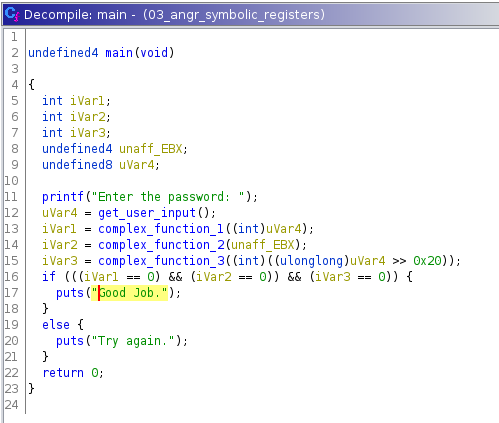 Decompile: main - (03_angr_symbolic_registers)
1
2 undefined4 main(void)
3
4 {
5   int iVar1;
6   int iVar2;
7   int iVar3;
8   undefined4 unaff_EBX;
9   undefined8 uVar4;
10
11   printf("Enter the password: ");
12   uVar4 = get_user_input();
13   iVar1 = complex_function_1((int)uVar4);
14   iVar2 = complex_function_2(unaff_EBX);
15   iVar3 = complex_function_3((int)((ulonglong)uVar4 >> 0x20));
16   if (((iVar1 == 0) && (iVar2 == 0)) && (iVar3 == 0)) {
17     puts("Good Job.");
18   }
19   else {
20     puts("Try again.");
21   }
22   return 0;
23 }
24